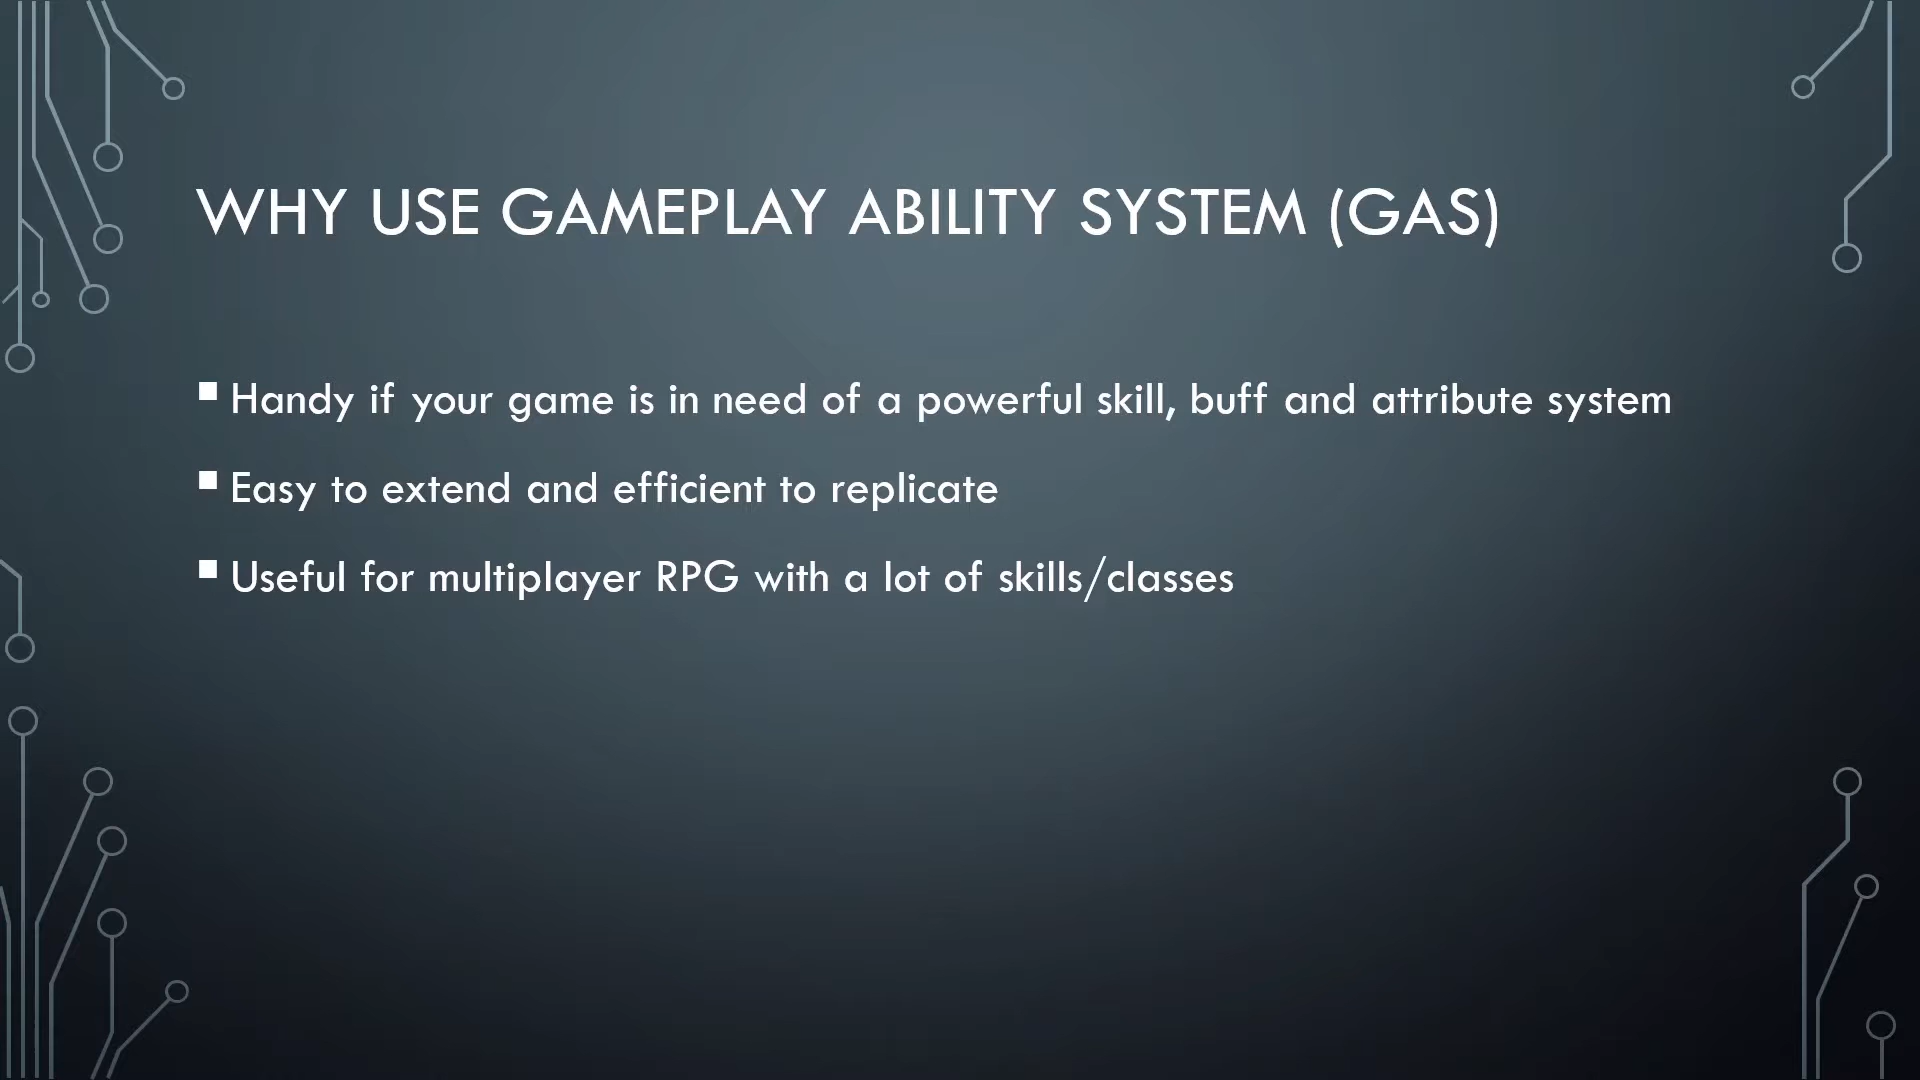 WHY USE GAMEPLAY ABILITY SYSTEM (GAS)
Handy if your game is in need of a powerful skill, buff and attribute system
Easy to extend and efficient to replicate
Useful for multiplayer RPG with a lot of skills/classes